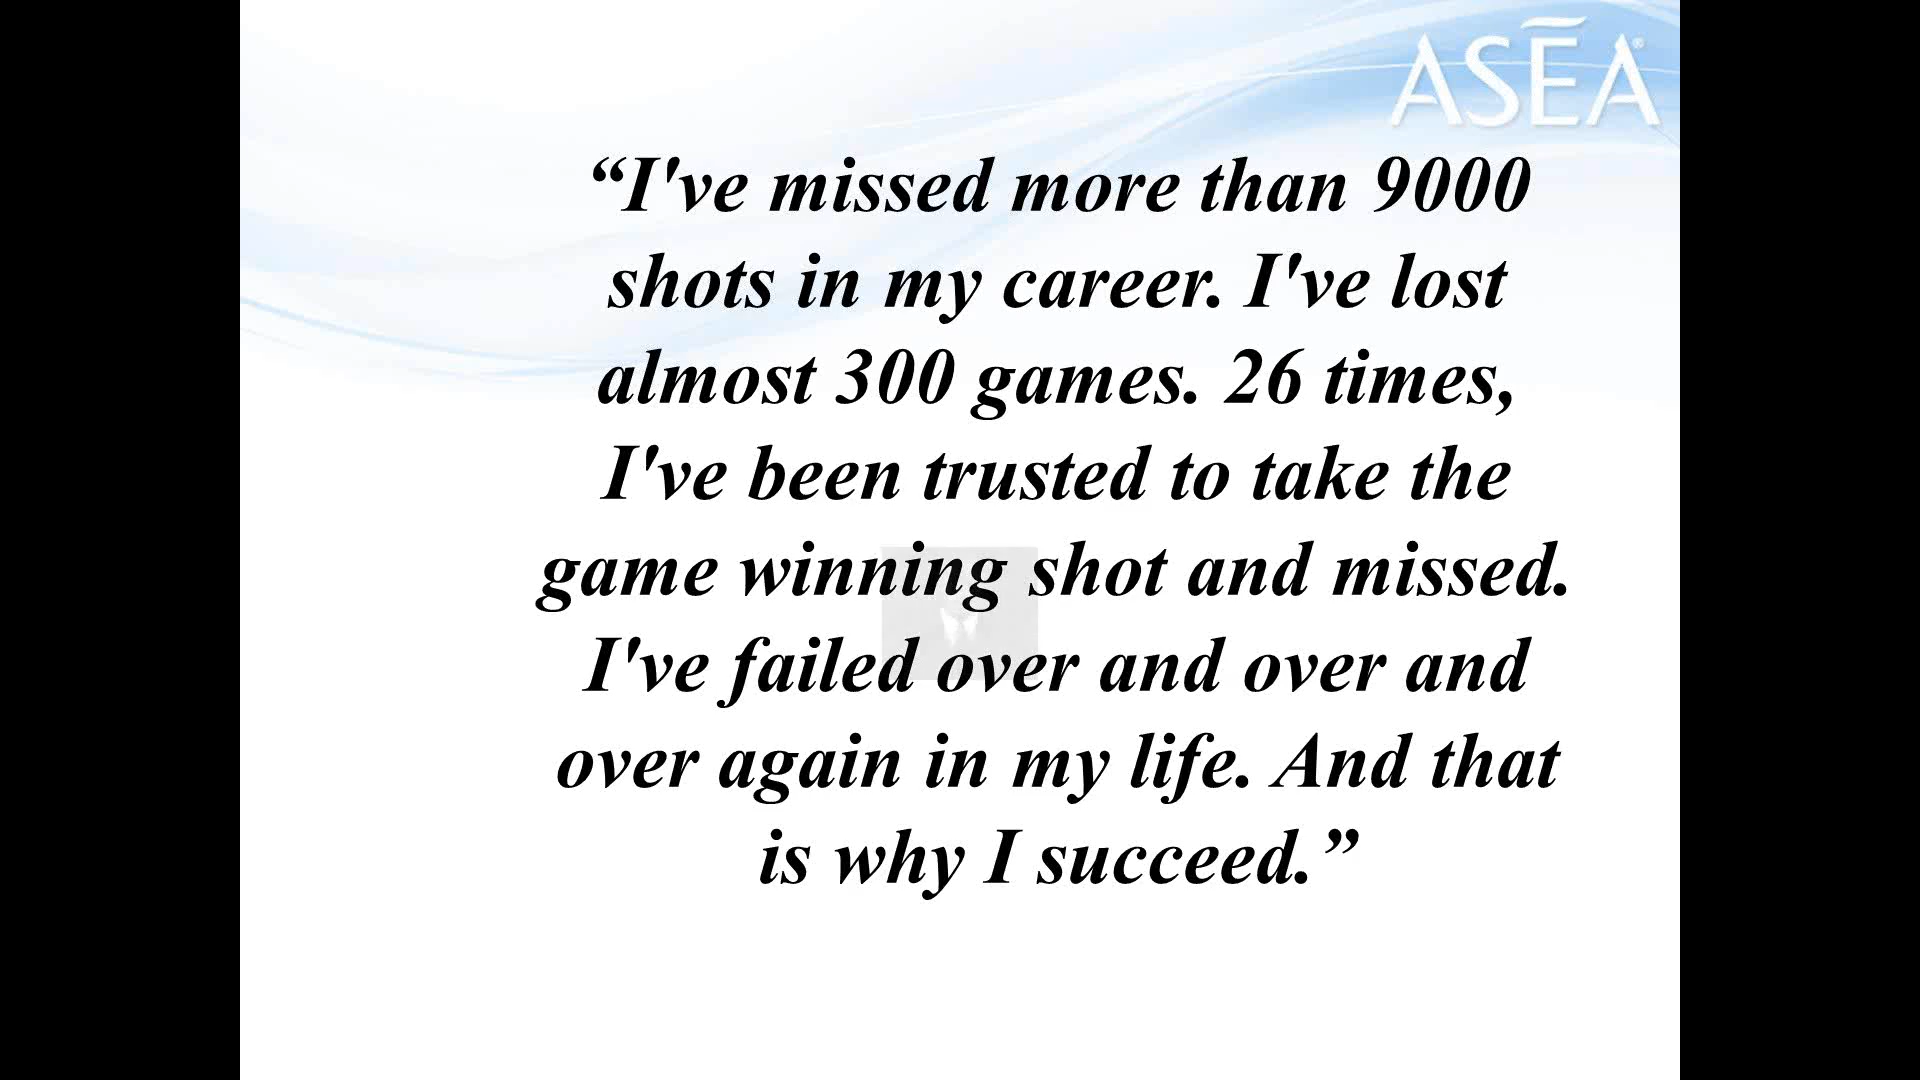 ASĒA®
“I've missed more than 9000
shots in my career. I've lost
almost 300 games. 26 times,
I've been trusted to take the
game winning shot and missed.
I've failed over and over and
over again in my life. And that
is why I succeed.”